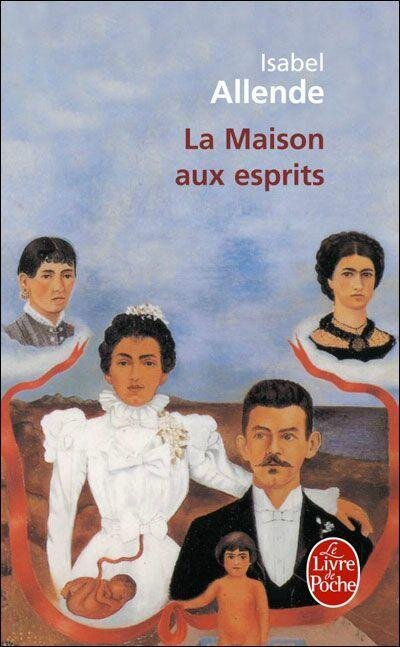 Isabel
Allende
La Maison
aux esprits
Le
Livre
de
Poche